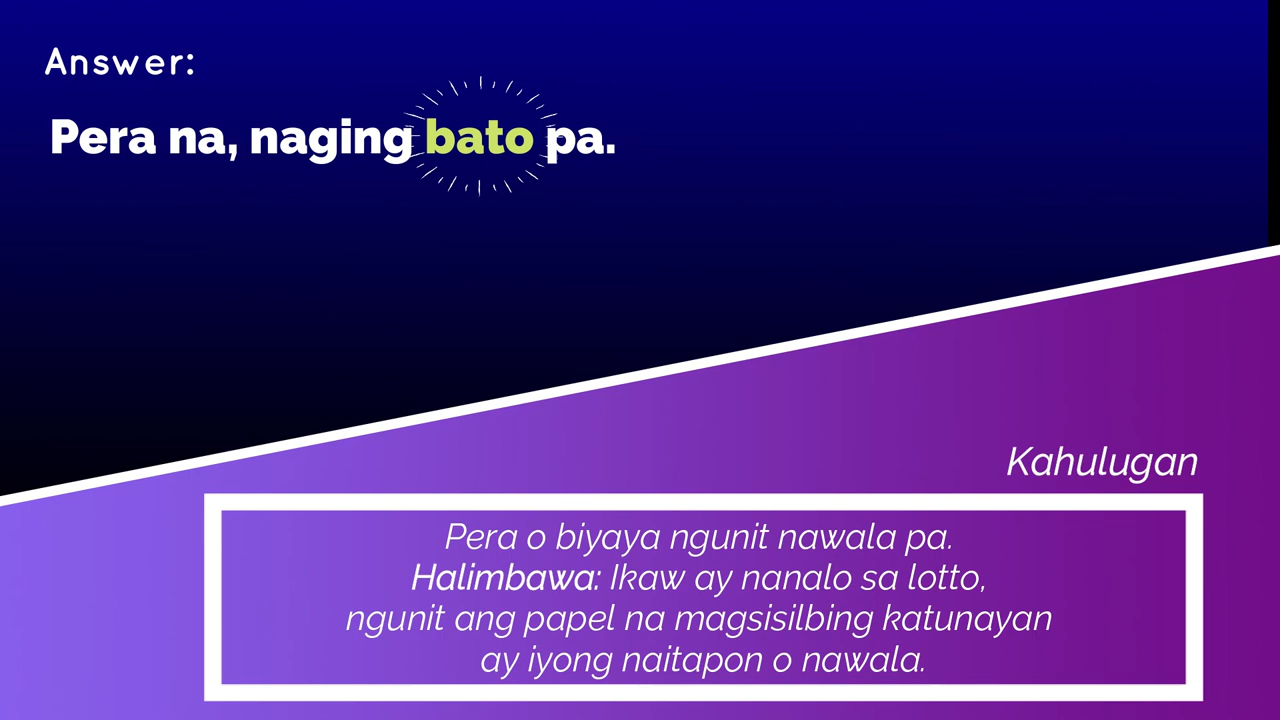 Answer:
Pera na, naging bato pa.
Kahulugan
Pera o biyaya ngunit nawala pa.
Halimbawa: Ikaw ay nanalo sa lotto,
ngunit ang papel na magsisilbing katunayan
ay iyong naitapon o nawala.